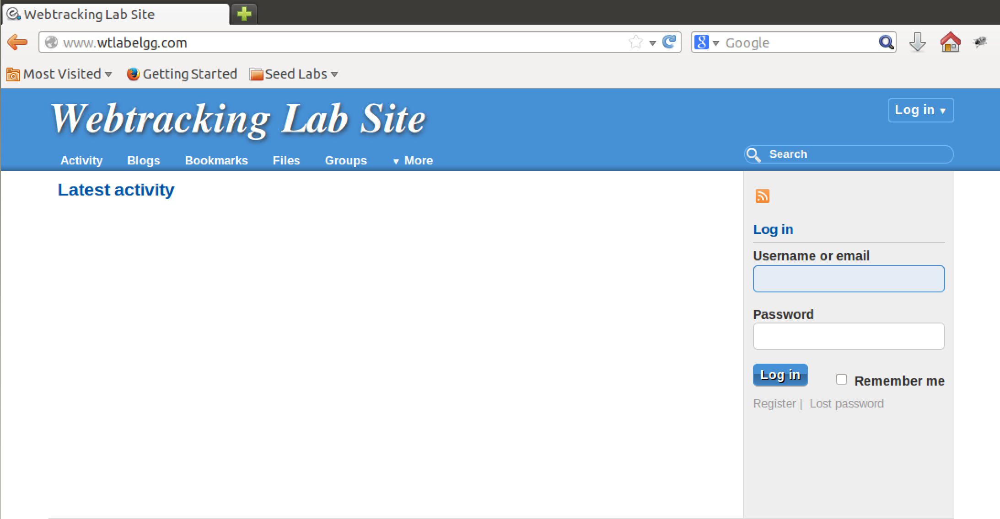 Webtracking Lab Site
www.wtlabelgg.com
8 Google
Most Visited Getting Started Seed Labs
Webtracking Lab Site
Log in ▾
Activity Blogs Bookmarks Files Groups ▾ More
Search
Latest activity
Log in
Username or email
Password
Log in Remember me
Register | Lost password